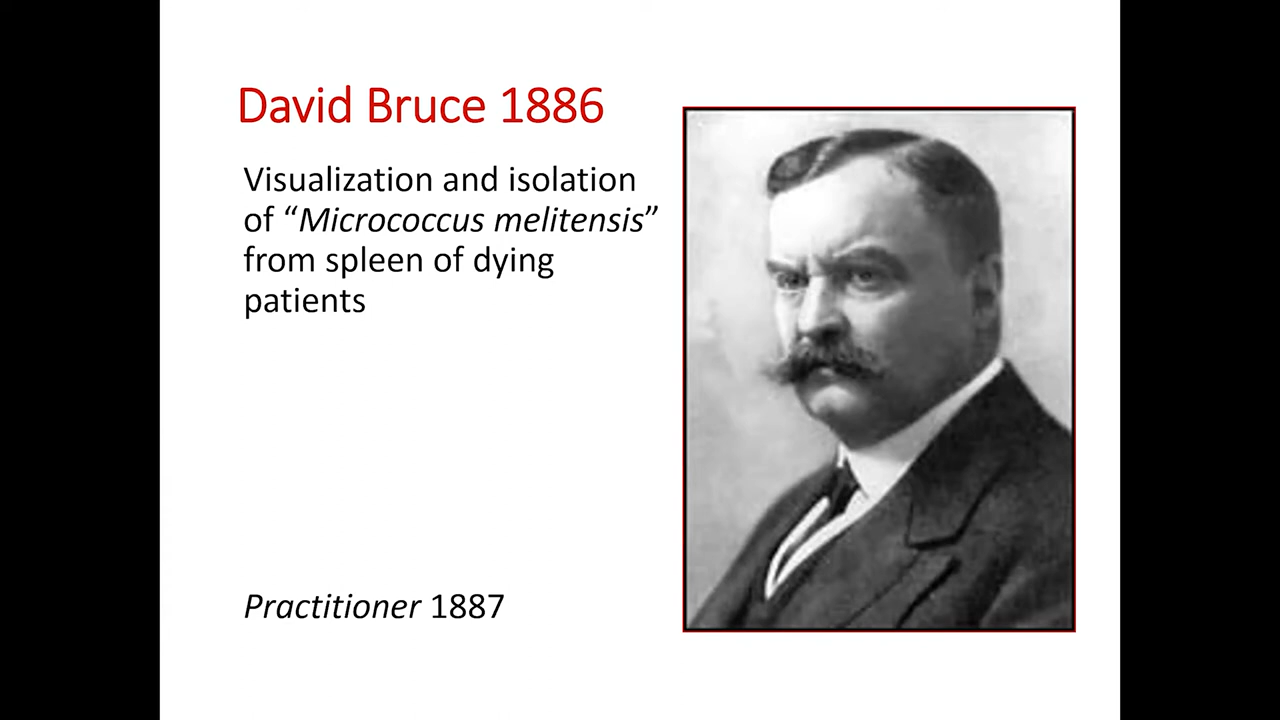 David Bruce 1886
Visualization and isolation
of “Micrococcus melitensis”
from spleen of dying
patients
Practitioner 1887